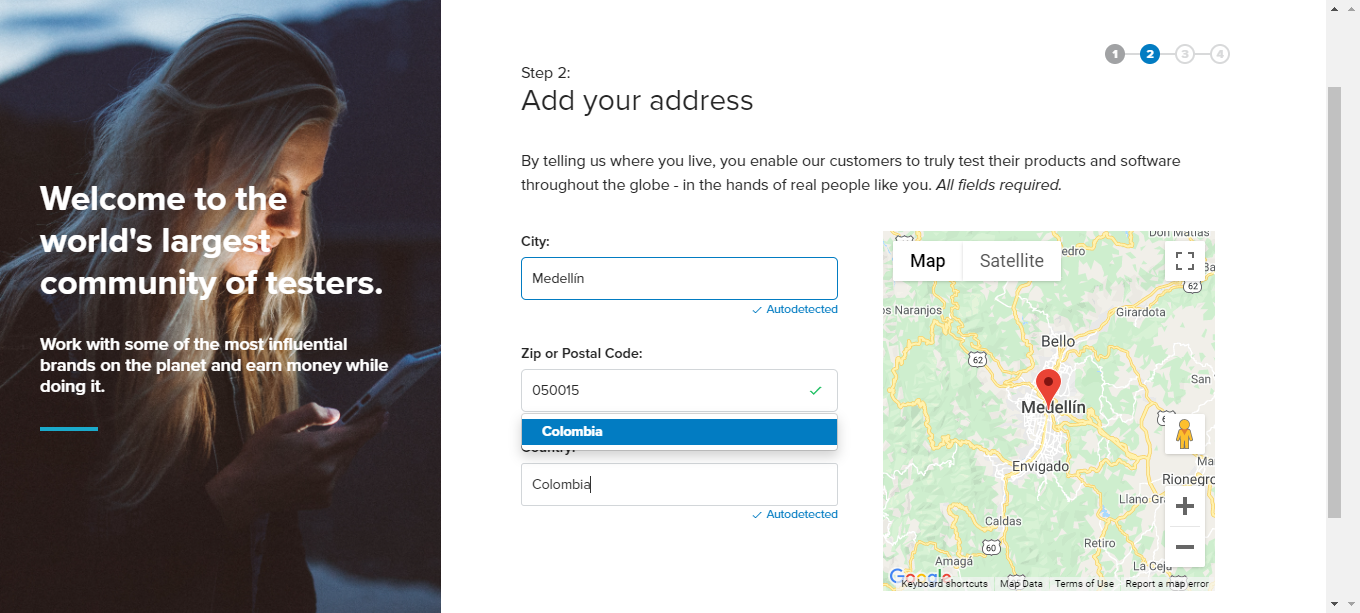 Welcome to the
world's largest
community of testers.
Work with some of the most influential
brands on the planet and earn money while
doing it.
1 2 3 4
Step 2:
Add your address
By telling us where you live, you enable our customers to truly test their products and software
throughout the globe - in the hands of real people like you. All fields required.
City:
Medellín
Autodetected
Zip or Postal Code:
050015
Colombia
Country:
Colombia
Autodetected
Don Matías
Map
Satellite
edro
Ba
62
os Naranjos
Girardota
Bello
62
San
Medellín
Envigado
Ma
Rionegro
Llano Gra
Caldas
60
Retiro
Amagá
La Ceja
Google
Keyboard shortcuts Map Data Terms of Use Report a map error